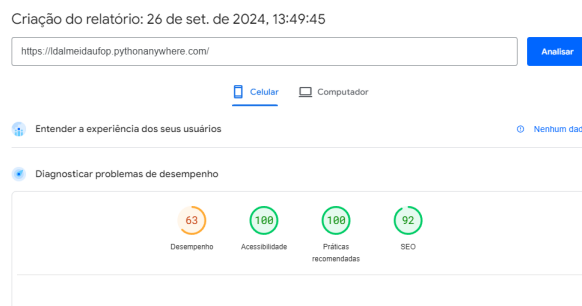 Criação do relatório: 26 de set. de 2024, 13:49:45
https://ldalmeidaufop.pythonanywhere.com/
Analisar
Celular
Computador
Entender a experiência dos seus usuários
Nenhum dad
Diagnosticar problemas de desempenho
63
100
100
92
Desempenho
Acessibilidade
Práticas
recomendadas
SEO